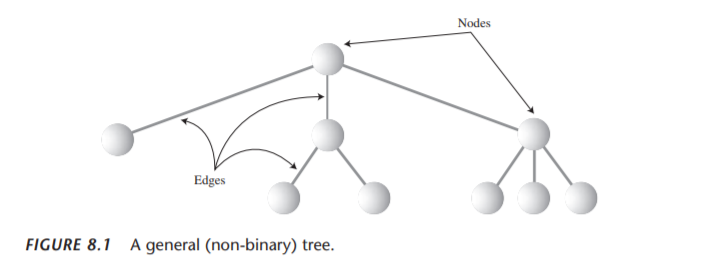 Nodes
Edges
FIGURE 8.1 A general (non-binary) tree.